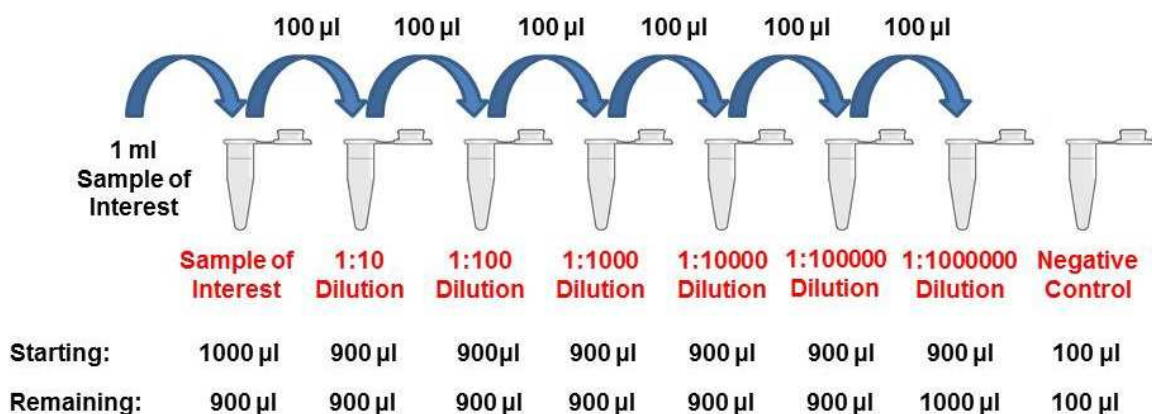 100 µl 100 µl 100 µl 100 µl 100 µl 100 µl
1 ml
Sample of
Interest
Sample of
Interest
1:10
Dilution
1:100
Dilution
1:1000
Dilution
1:10000
Dilution
1:100000
Dilution
1:1000000
Dilution
Negative
Control
Starting: 1000 µl 900 µl 900µl 900 µl 900 µl 900 µl 900 µl 100 µl
Remaining: 900 µl 900 µl 900 µl 900 µl 900 µl 900 µl 1000 µl 100 µl